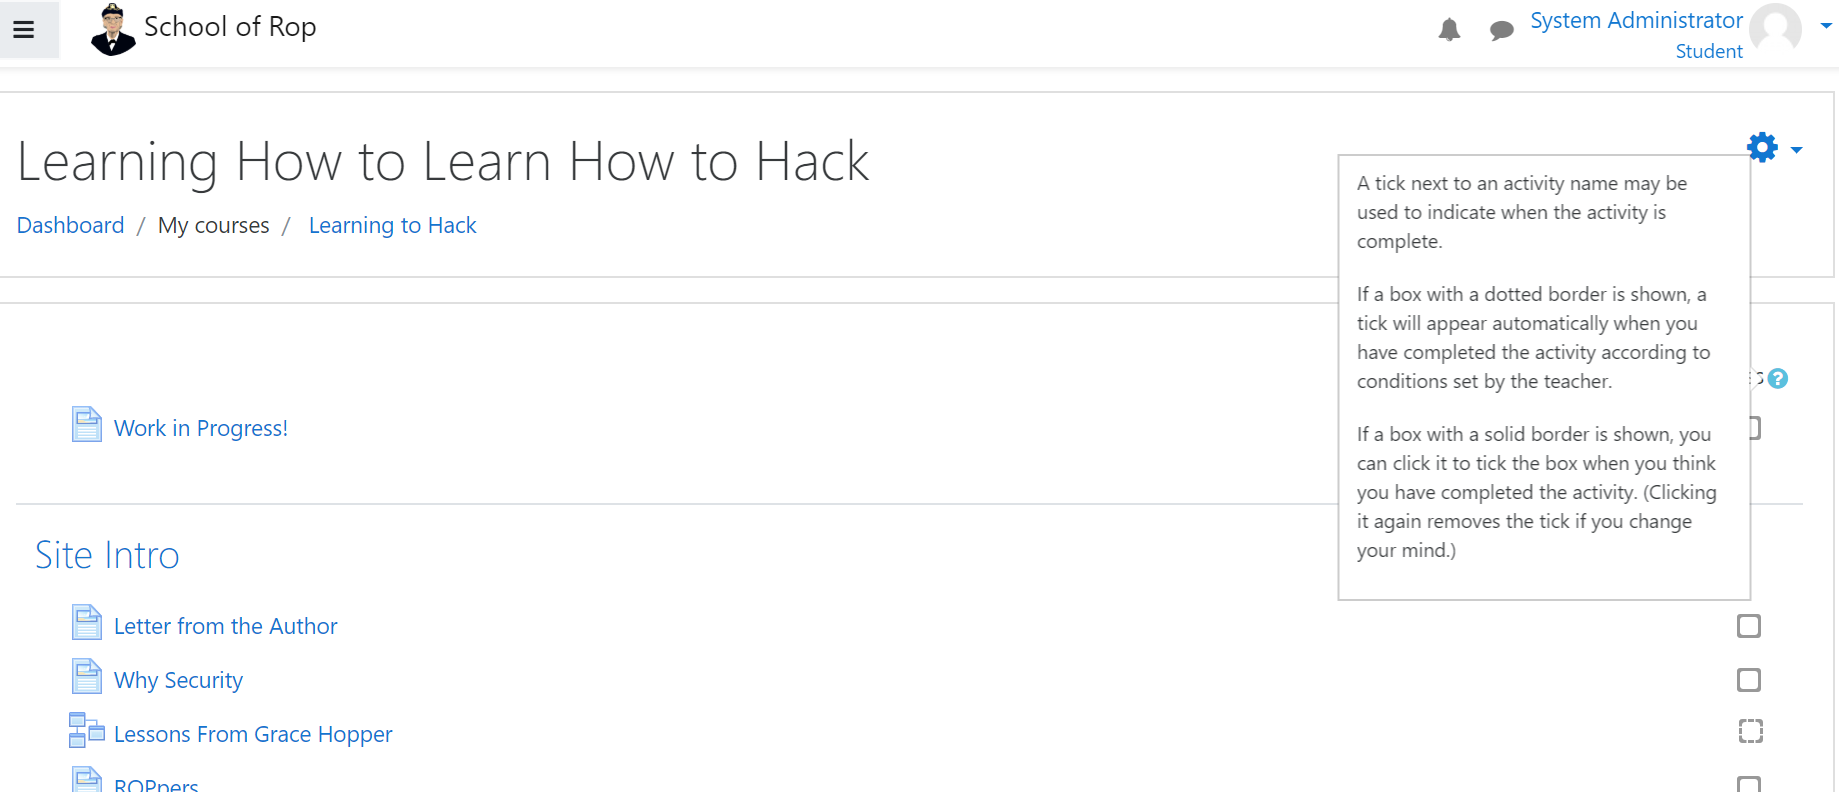 School of Rop
System Administrator
Student
Learning How to Learn How to Hack
Dashboard / My courses / Learning to Hack
A tick next to an activity name may be
used to indicate when the activity is
complete.
If a box with a dotted border is shown, a
tick will appear automatically when you
have completed the activity according to
conditions set by the teacher.
If a box with a solid border is shown, you
can click it to tick the box when you think
you have completed the activity. (Clicking
it again removes the tick if you change
your mind.)
?
Work in Progress!
Site Intro
Letter from the Author
Why Security
Lessons From Grace Hopper
ROPpers